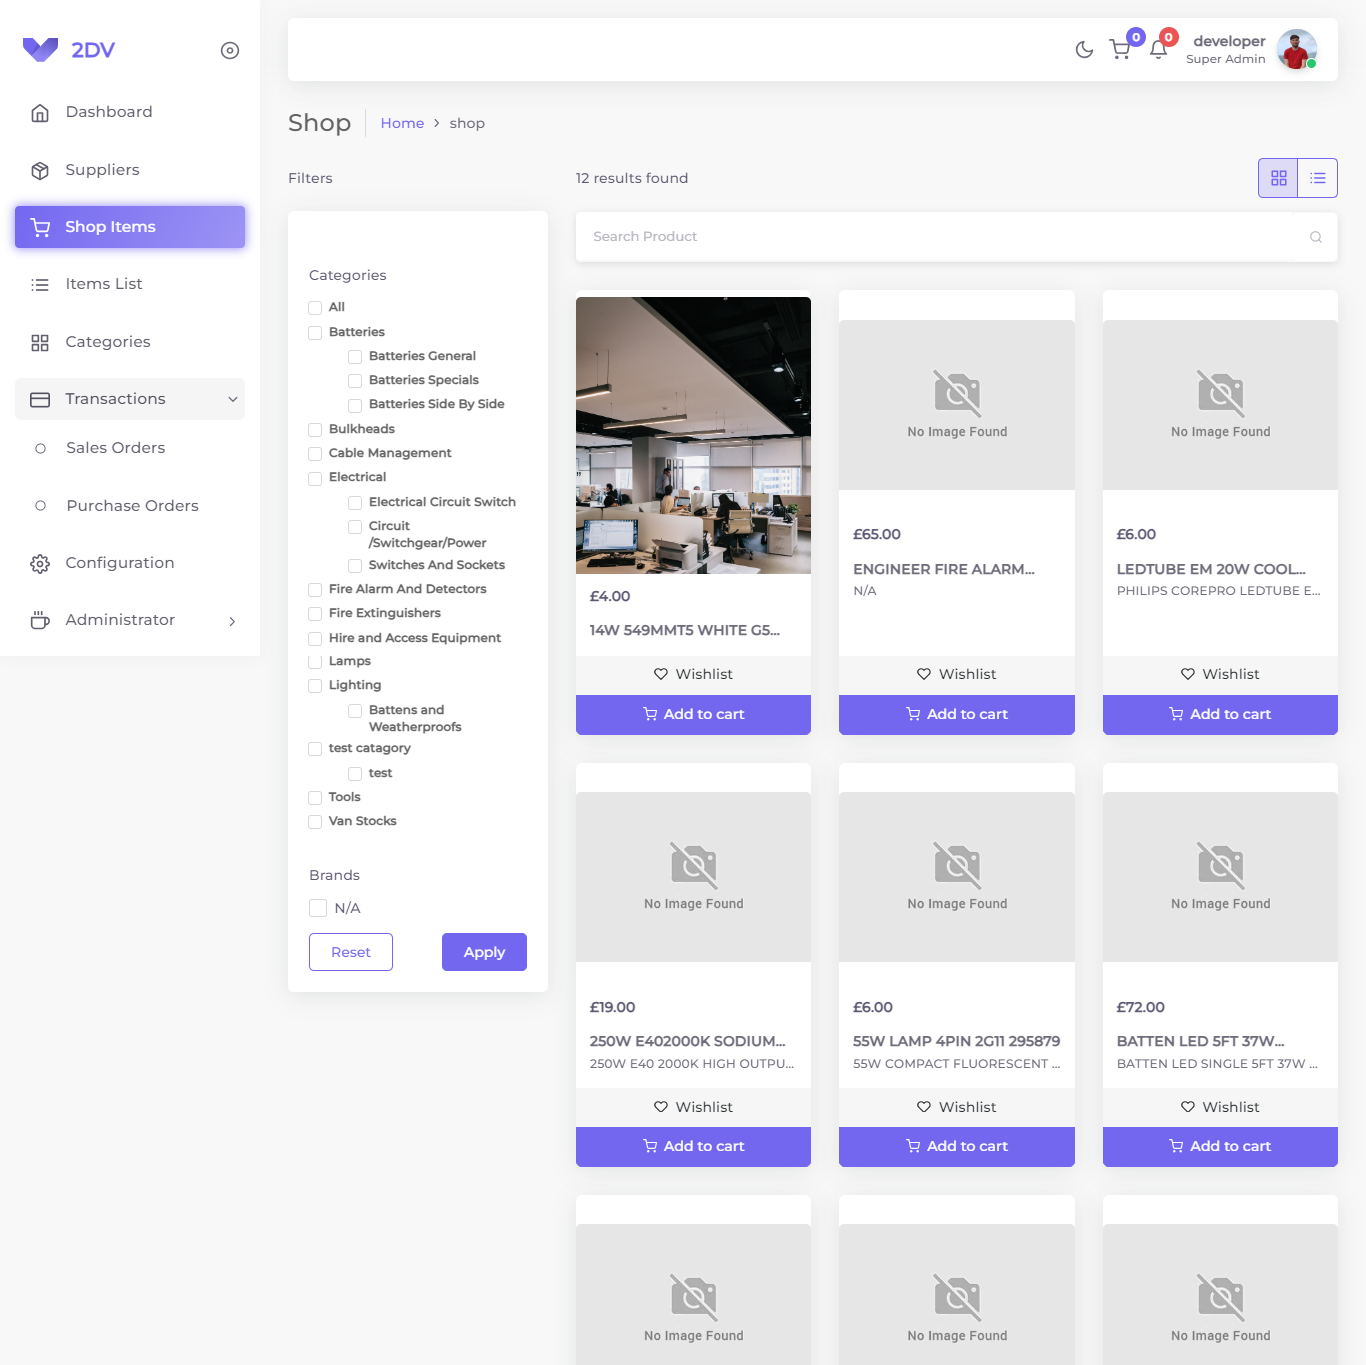 2DV
Dashboard
Suppliers
Shop Items
Items List
Categories
Transactions
Sales Orders
Purchase Orders
Configuration
Administrator
0
0
developer
Super Admin
Shop
Home
shop
Filters
12 results found
Search Product
Categories
All
Batteries
Batteries General
Batteries Specials
Batteries Side By Side
Bulkheads
Cable Management
Electrical
Electrical Circuit Switch
Circuit
/Switchgear/Power
Switches And Sockets
Fire Alarm And Detectors
Fire Extinguishers
Hire and Access Equipment
Lamps
Lighting
Battens and
Weatherproofs
test catagory
test
Tools
Van Stocks
Brands
N/A
Reset
Apply
£4.00
14W 549MMT5 WHITE G5...
Wishlist
Add to cart
No Image Found
£65.00
ENGINEER FIRE ALARM...
N/A
Wishlist
Add to cart
No Image Found
£6.00
LEDTUBE EM 20W COOL...
PHILIPS COREPRO LEDTUBE E...
Wishlist
Add to cart
No Image Found
£19.00
250W E402000K SODIUM...
250W E40 2000K HIGH OUTPU...
Wishlist
Add to cart
No Image Found
£6.00
55W LAMP 4PIN 2G11 295879
55W COMPACT FLUORESCENT ...
Wishlist
Add to cart
No Image Found
£72.00
BATTEN LED 5FT 37W...
BATTEN LED SINGLE 5FT 37W ...
Wishlist
Add to cart
No Image Found
No Image Found
No Image Found